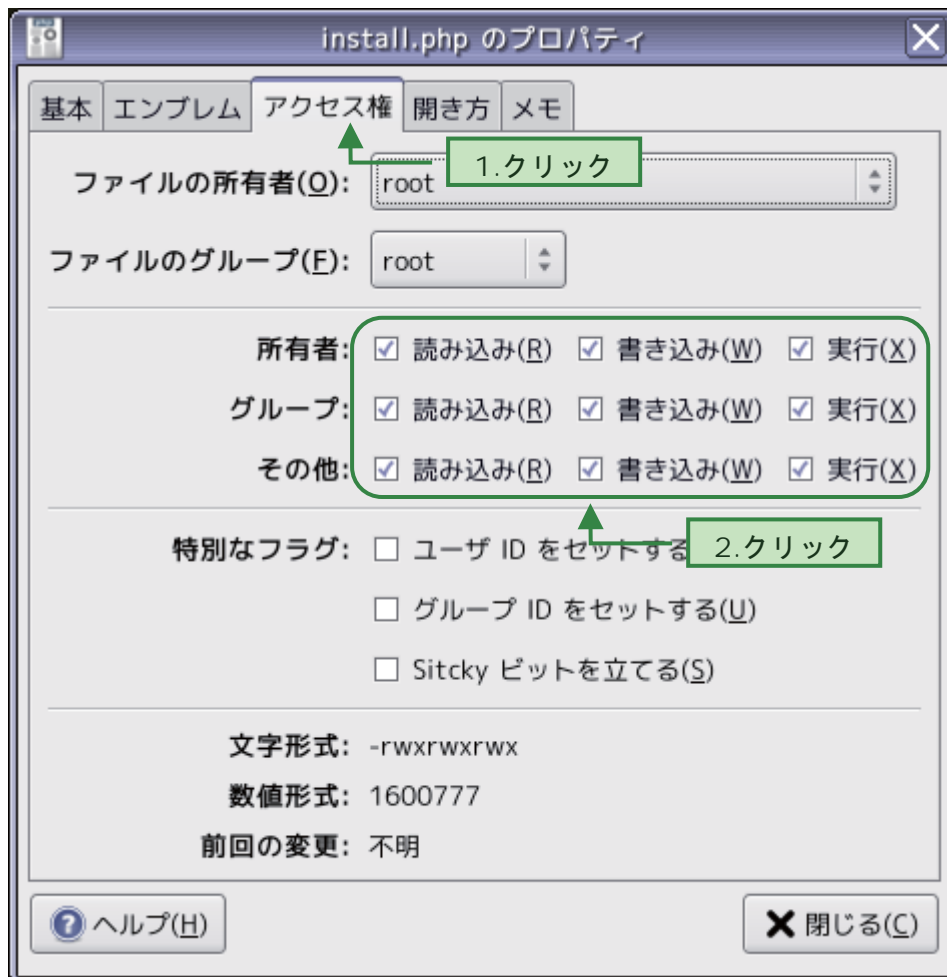 install.php のプロパティ
基本 エンブレム アクセス権 開き方 メモ
1.クリック
ファイルの所有者(O): root
ファイルのグループ(F): root
所有者: 読み込み(R) 書き込み(W) 実行(X)
グループ: 読み込み(R) 書き込み(W) 実行(X)
その他: 読み込み(R) 書き込み(W) 実行(X)
特別なフラグ: ユーザ ID をセットする
2.クリック
グループ ID をセットする(U)
Sitcky ビットを立てる(S)
文字形式: -rwxrwxrwx
数値形式: 1600777
前回の変更: 不明
ヘルプ(H) 閉じる(C)